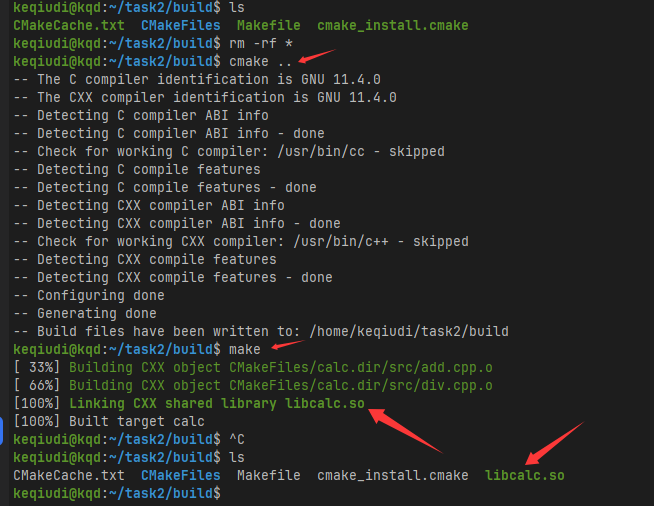 keqiudi@kqd:~/task2/build$ ls
CMakeCache.txt  CMakeFiles  Makefile  cmake_install.cmake
keqiudi@kqd:~/task2/build$ rm -rf *
keqiudi@kqd:~/task2/build$ cmake ..
-- The C compiler identification is GNU 11.4.0
-- The CXX compiler identification is GNU 11.4.0
-- Detecting C compiler ABI info
-- Detecting C compiler ABI info - done
-- Check for working C compiler: /usr/bin/cc - skipped
-- Detecting C compile features
-- Detecting C compile features - done
-- Detecting CXX compiler ABI info
-- Detecting CXX compiler ABI info - done
-- Check for working CXX compiler: /usr/bin/c++ - skipped
-- Detecting CXX compile features
-- Detecting CXX compile features - done
-- Configuring done
-- Generating done
-- Build files have been written to: /home/keqiudi/task2/build
keqiudi@kqd:~/task2/build$ make
[ 33%] Building CXX object CMakeFiles/calc.dir/src/add.cpp.o
[ 66%] Building CXX object CMakeFiles/calc.dir/src/div.cpp.o
[100%] Linking CXX shared library libcalc.so
[100%] Built target calc
keqiudi@kqd:~/task2/build$ ^C
keqiudi@kqd:~/task2/build$ ls
CMakeCache.txt  CMakeFiles  Makefile  cmake_install.cmake  libcalc.so
keqiudi@kqd:~/task2/build$